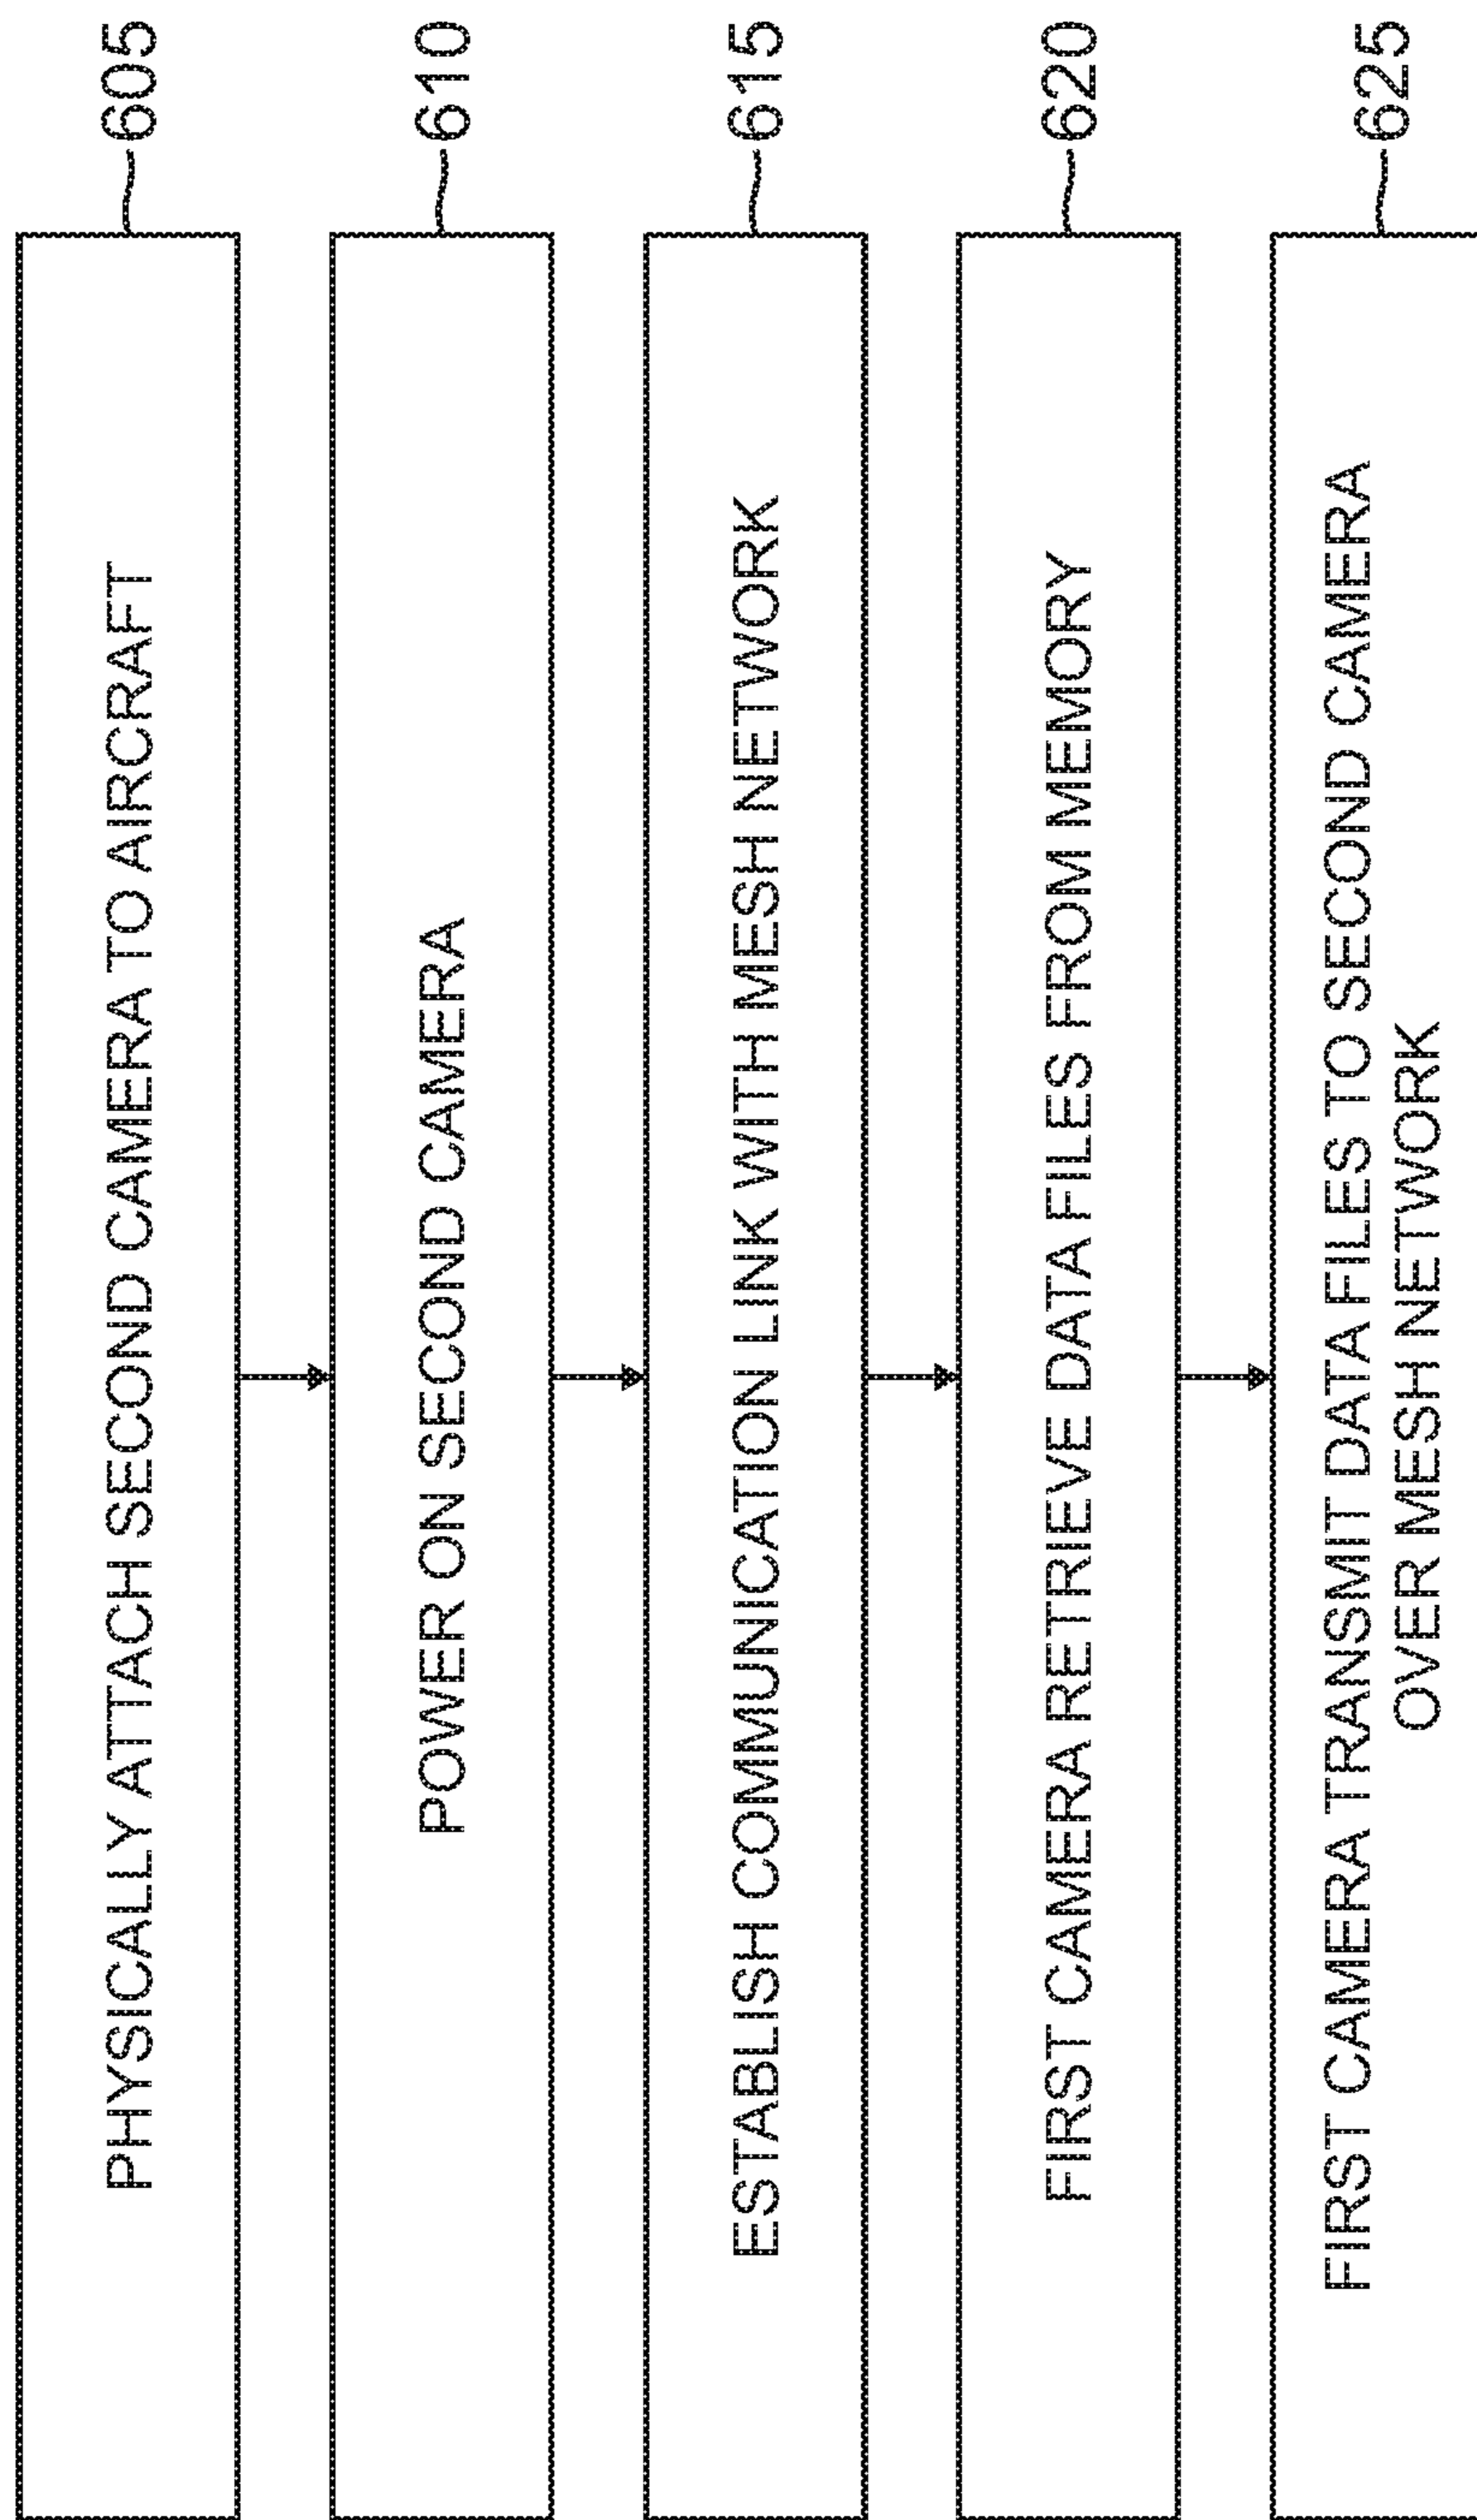 PHYSICALLY ATTACH SECOND CAMERA TO AIRCRAFT
605
POWER ON SECOND CAMERA
610
ESTABLISH COMMUNICATION LINK WITH MESH NETWORK
615
FIRST CAMERA RETRIEVE DATA FILES FROM MEMORY
620
FIRST CAMERA TRANSMIT DATA FILES TO SECOND CAMERA
OVER MESH NETWORK
625